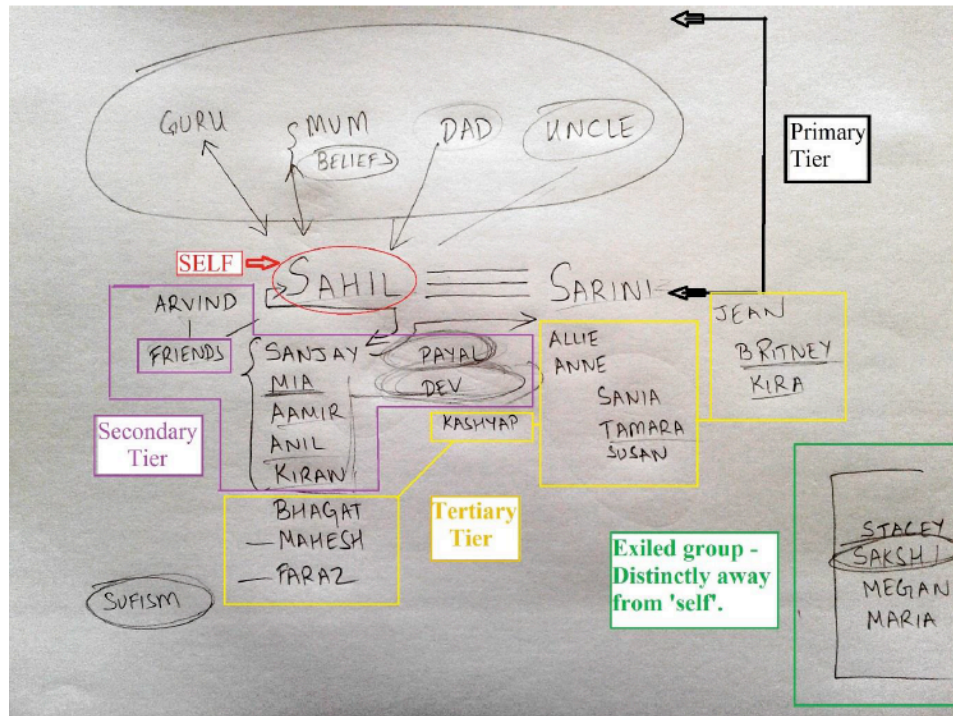 GURU
MUM
BELIEFS
DAD
UNCLE
Primary
Tier
SELF
SAHIL
SARINI
ARVIND
FRIENDS
SANJAY
MIA
AAMIR
ANIL
KIRAN
PAYAL
DEV
KASHYAP
ALLIE
ANNE
SANIA
TAMARA
SUSAN
JEAN
BRITNEY
KIRA
Secondary
Tier
BHAGAT
MAHESH
FARAZ
Tertiary
Tier
SUFISM
Exiled group -
Distinctly away
from 'self'.
STACEY
SAKSHI
MEGAN
MARIA